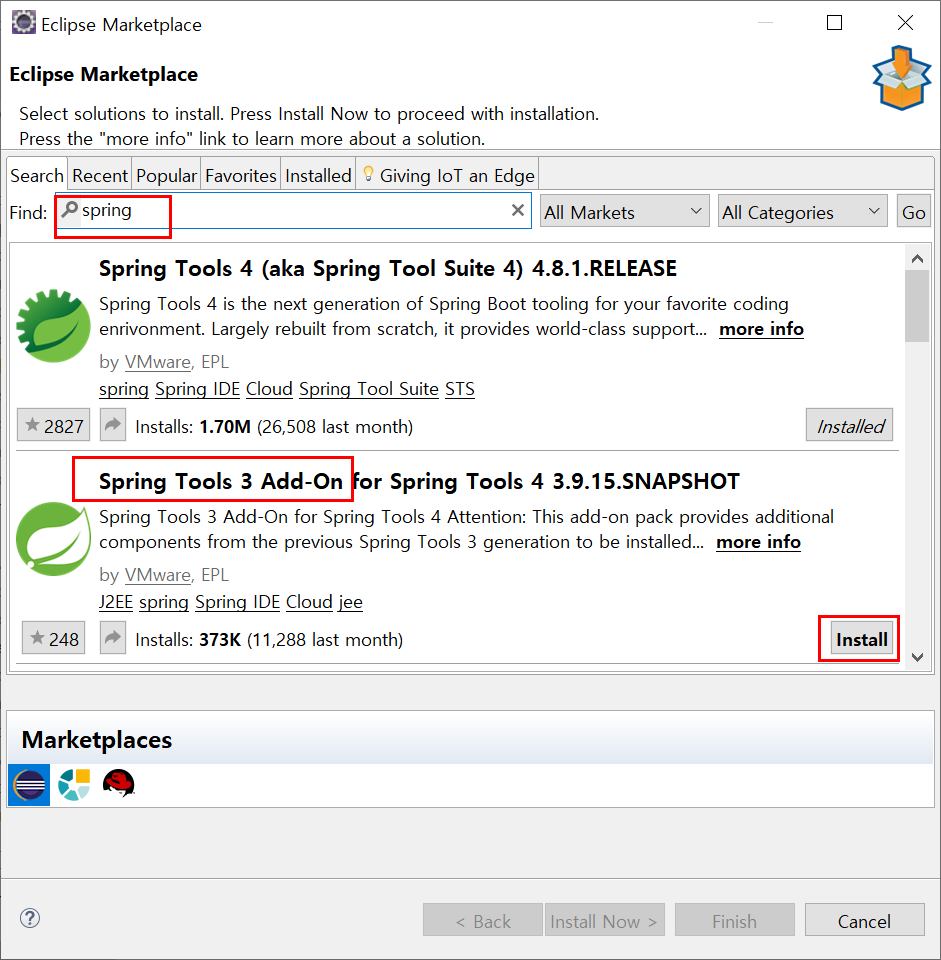 Eclipse Marketplace
Eclipse Marketplace
Select solutions to install. Press Install Now to proceed with installation.
Press the "more info" link to learn more about a solution.
Search Recent Popular Favorites Installed Giving IoT an Edge
Find: spring All Markets All Categories Go
Spring Tools 4 (aka Spring Tool Suite 4) 4.8.1.RELEASE
Spring Tools 4 is the next generation of Spring Boot tooling for your favorite coding
enrivonment. Largely rebuilt from scratch, it provides world-class support... more info
by VMware, EPL
spring Spring IDE Cloud Spring Tool Suite STS
2827 Installs: 1.70M (26,508 last month) Installed
Spring Tools 3 Add-On for Spring Tools 4 3.9.15.SNAPSHOT
Spring Tools 3 Add-On for Spring Tools 4 Attention: This add-on pack provides additional
components from the previous Spring Tools 3 generation to be installed... more info
by VMware, EPL
J2EE spring Spring IDE Cloud jee
248 Installs: 373K (11,288 last month) Install
Marketplaces
? < Back Install Now > Finish Cancel